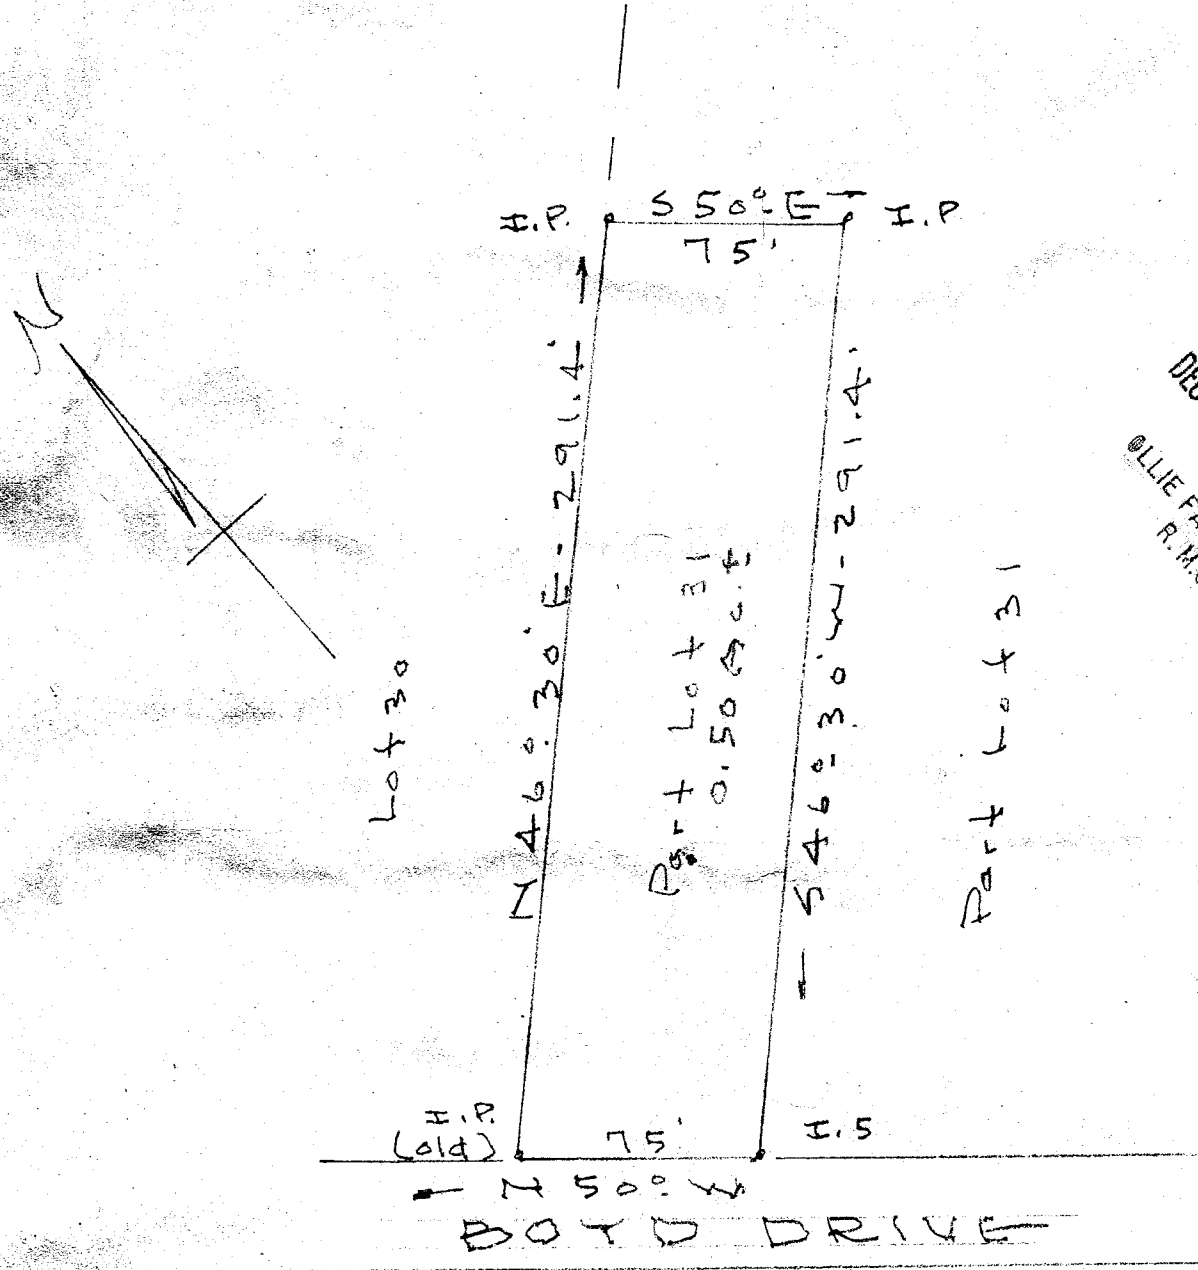 S 50° E
I.P.
I.P
75'
N
N 46°. 30' E - 291.4'
S 46° - 30' W - 291.4'
Part Lot 31
0.50 Ac. ±
Lot 30
Part Lot 31
OLLIE
R. M.
I.P.
(old)
75'
I.S
N 50° W
BOYD DRIVE